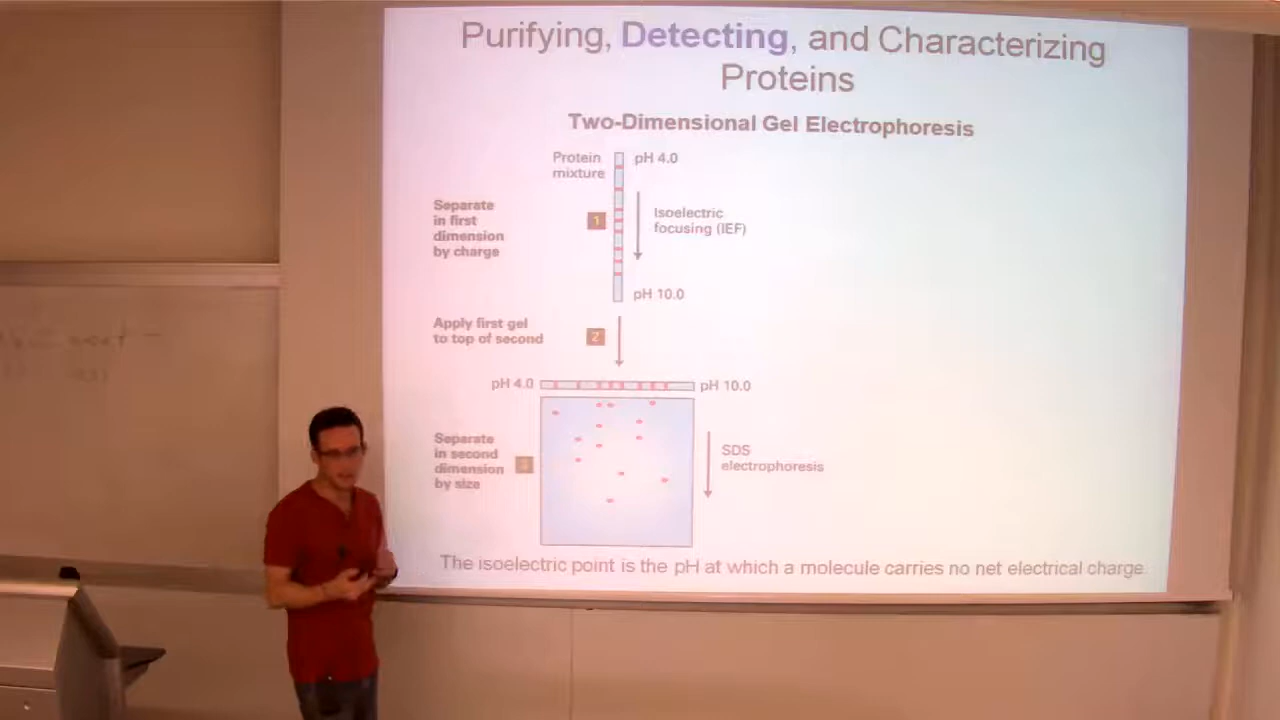 Purifying, Detecting, and Characterizing
Proteins
Two-Dimensional Gel Electrophoresis
Protein
mixture
pH 4.0
Separate
in first
dimension
by charge
1
Isoelectric
focusing (IEF)
pH 10.0
Apply first gel
to top of second
2
pH 4.0
pH 10.0
Separate
in second
dimension
by size
3
SDS
electrophoresis
The isoelectric point is the pH at which a molecule carries no net electrical charge.